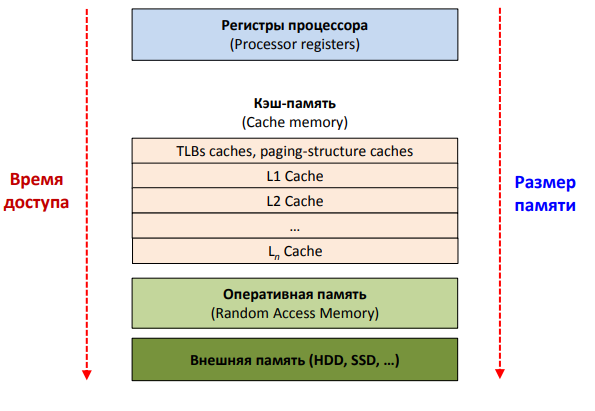 Регистры процессора
(Processor registers)
Кэш-память
(Cache memory)
TLBs caches, paging-structure caches
L1 Cache
L2 Cache
...
Ln Cache
Время
доступа
Размер
памяти
Оперативная память
(Random Access Memory)
Внешняя память (HDD, SSD, ...)